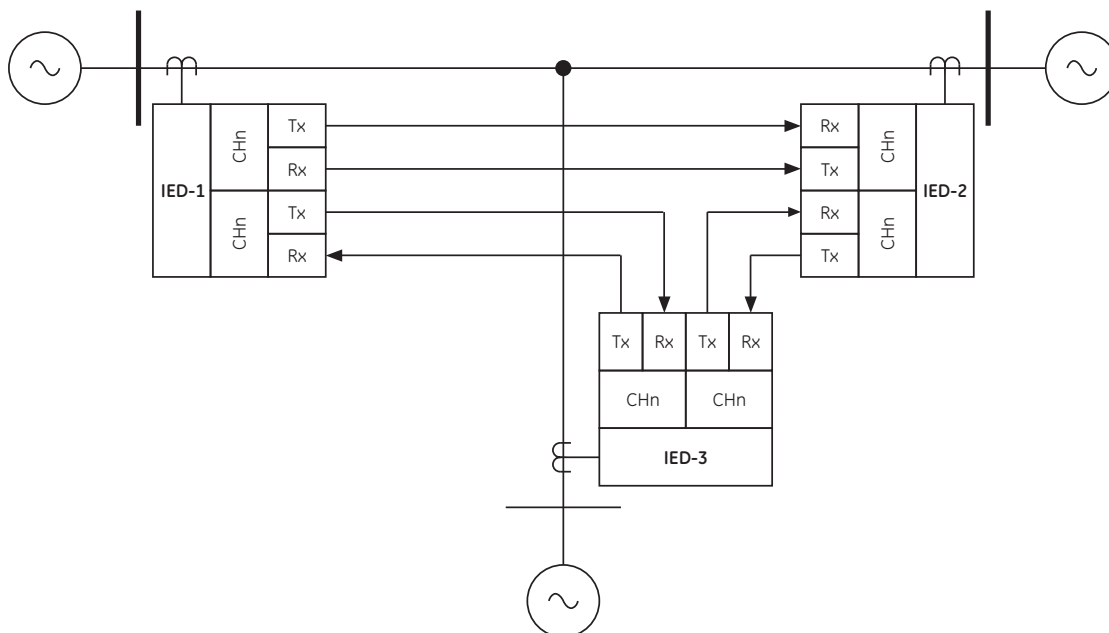 Tx
Rx
CHn
CHn
Rx
Tx
IED-1
IED-2
Tx
Rx
CHn
CHn
Rx
Tx
Tx
Rx
Tx
Rx
CHn
CHn
IED-3